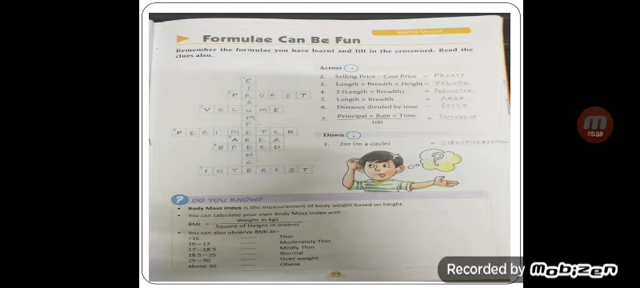 Formulae Can Be Fun
Remember the formulae you have learnt and fill in the crossword. Read the
clues also.
Across
2. Selling Price - Cost Price = PROFIT
3. Length × Breadth × Height = VOLUME
4. 2 (Length + Breadth) = PERIMETER
5. Length × Breadth = AREA
6. Distance divided by time = SPEED
7. Principal × Rate × Time = INTEREST
100
Down
1. 2πr (in a circle) = CIRCUMFERENCE
PROFIT
VOLUME
PERIMETER
AREA
SPEED
INTEREST
?
DO YOU KNOW?
• Body Mass Index is the measurement of body weight based on height.
• You can calculate your own Body Mass Index with-
BMI = Weight in kgs
Square of Height in metres
• You can also observe BMI as-
<16 Thin
16-17 Moderately Thin
17-18.5 Mildly Thin
18.5-25 Normal
25-30 Over-weight
above 30 Obese
77
Recorded by mobizen